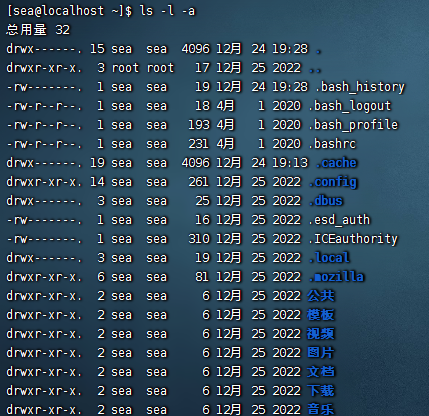 [sea@localhost ~]$ ls -l -a
总用量 32
drwx------. 15 sea  sea  4096 12月 24 19:28 .
drwxr-xr-x.  3 root root   17 12月 25 2022 ..
-rw-------.  1 sea  sea    19 12月 24 19:28 .bash_history
-rw-r--r--.  1 sea  sea    18 4月   1 2020 .bash_logout
-rw-r--r--.  1 sea  sea   193 4月   1 2020 .bash_profile
-rw-r--r--.  1 sea  sea   231 4月   1 2020 .bashrc
drwx------. 19 sea  sea  4096 12月 24 19:13 .cache
drwxr-xr-x. 14 sea  sea   261 12月 25 2022 .config
drwx------.  3 sea  sea    25 12月 25 2022 .dbus
-rw-------.  1 sea  sea    16 12月 25 2022 .esd_auth
-rw-------.  1 sea  sea   310 12月 25 2022 .ICEauthority
drwx------.  3 sea  sea    19 12月 25 2022 .local
drwxr-xr-x.  6 sea  sea    81 12月 25 2022 .mozilla
drwxr-xr-x.  2 sea  sea     6 12月 25 2022 公共
drwxr-xr-x.  2 sea  sea     6 12月 25 2022 模板
drwxr-xr-x.  2 sea  sea     6 12月 25 2022 视频
drwxr-xr-x.  2 sea  sea     6 12月 25 2022 图片
drwxr-xr-x.  2 sea  sea     6 12月 25 2022 文档
drwxr-xr-x.  2 sea  sea     6 12月 25 2022 下载
drwxr-xr-x.  2 sea  sea     6 12月 25 2022 音乐